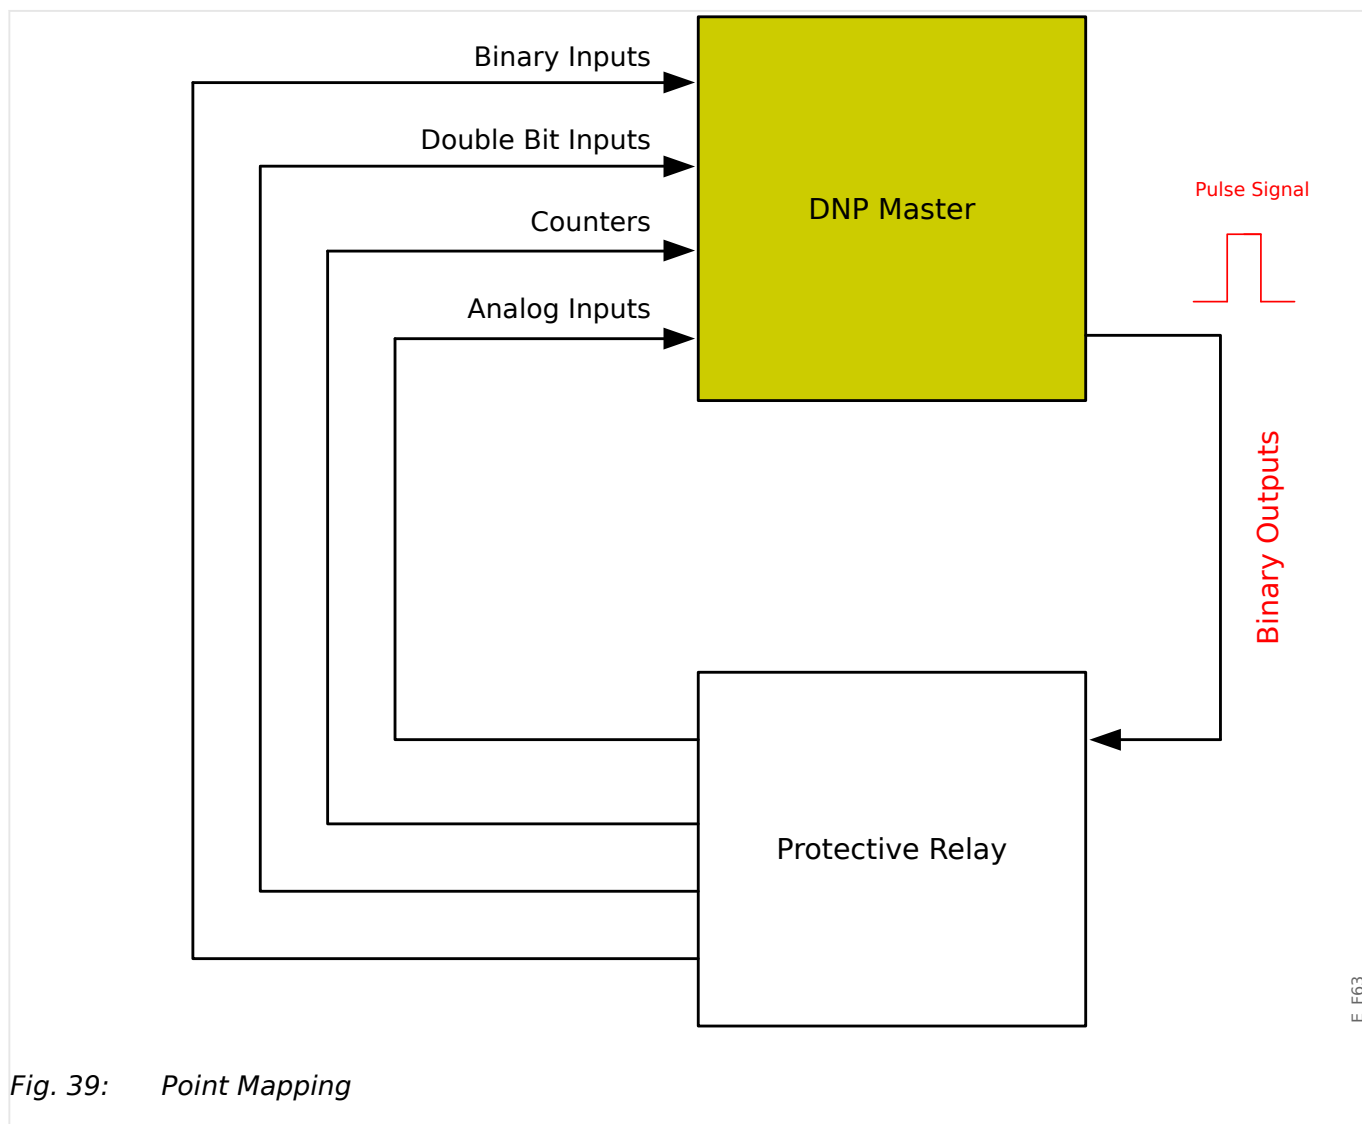 Binary Inputs
Double Bit Inputs
Counters
Analog Inputs
DNP Master
Pulse Signal
Binary Outputs
Protective Relay
Fig. 39: Point Mapping